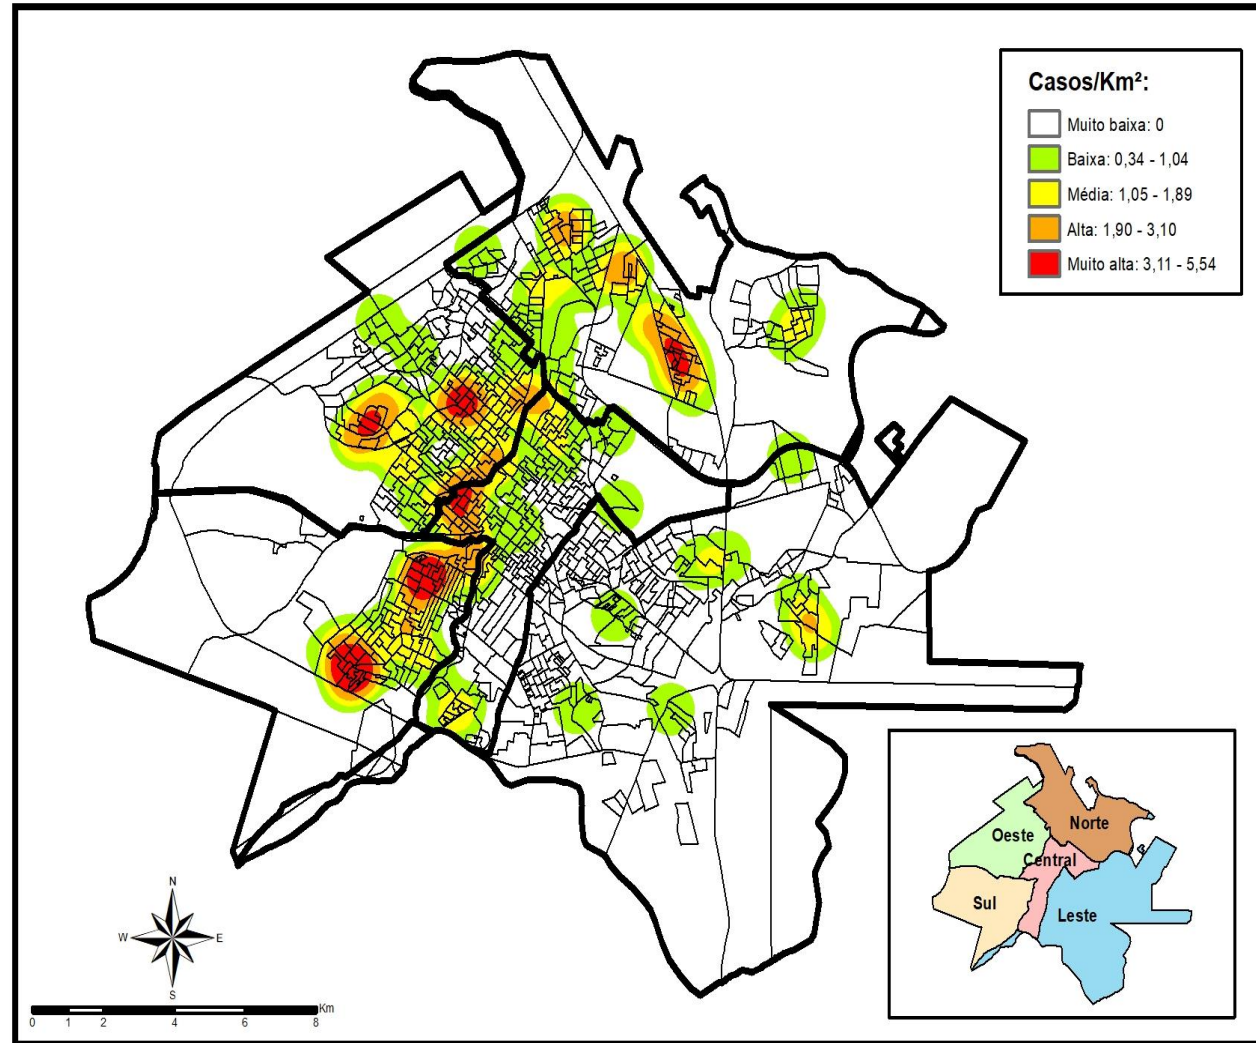 Casos/Km²:
Muito baixa: 0
Baixa: 0,34 - 1,04
Média: 1,05 - 1,89
Alta: 1,90 - 3,10
Muito alta: 3,11 - 5,54
Norte
Oeste
Central
Sul
Leste
N
W E
S
Km
0 1 2 4 6 8